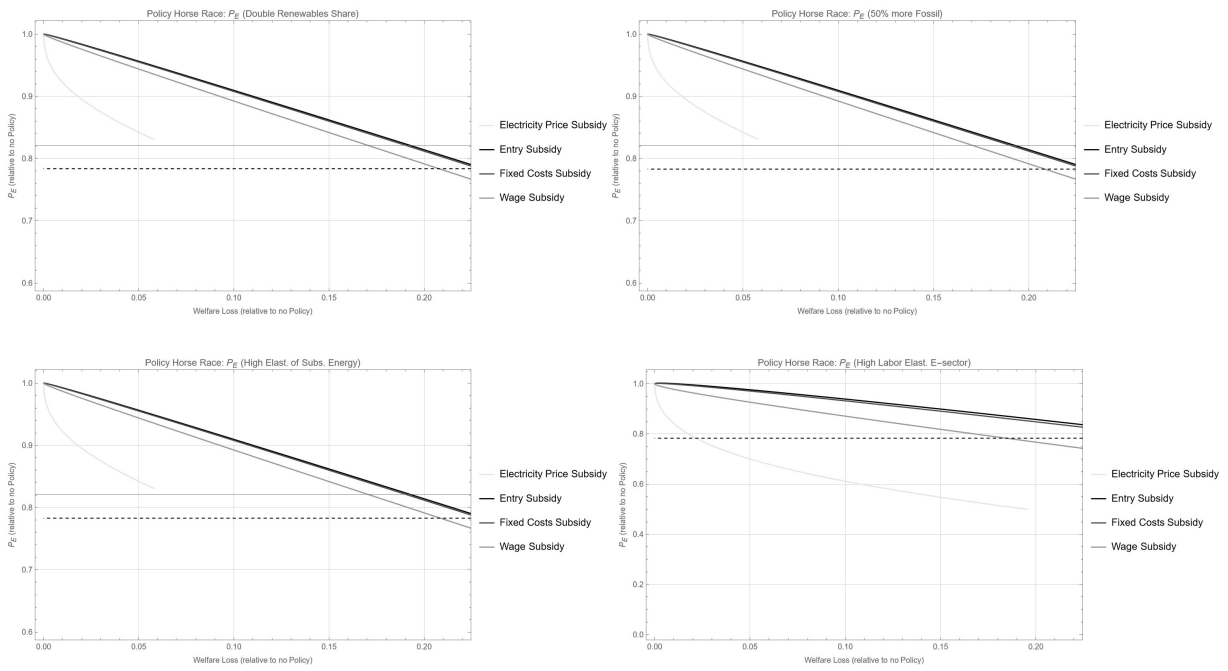 Policy Horse Race: P_E (Double Renewables Share)
P_E (relative to no Policy)
1.0
0.9
0.8
0.7
0.6
0.00 0.05 0.10 0.15 0.20
Welfare Loss (relative to no Policy)
Electricity Price Subsidy
Entry Subsidy
Fixed Costs Subsidy
Wage Subsidy
Policy Horse Race: P_E (50% more Fossil)
P_E (relative to no Policy)
1.0
0.9
0.8
0.7
0.6
0.00 0.05 0.10 0.15 0.20
Welfare Loss (relative to no Policy)
Electricity Price Subsidy
Entry Subsidy
Fixed Costs Subsidy
Wage Subsidy
Policy Horse Race: P_E (High Elast. of Subs. Energy)
P_E (relative to no Policy)
1.0
0.9
0.8
0.7
0.6
0.00 0.05 0.10 0.15 0.20
Welfare Loss (relative to no Policy)
Electricity Price Subsidy
Entry Subsidy
Fixed Costs Subsidy
Wage Subsidy
Policy Horse Race: P_E (High Labor Elast. E−sector)
P_E (relative to no Policy)
1.0
0.8
0.6
0.5
0.4
0.2
0.0
0.00 0.05 0.10 0.15 0.20
Welfare Loss (relative to no Policy)
Electricity Price Subsidy
Entry Subsidy
Fixed Costs Subsidy
Wage Subsidy